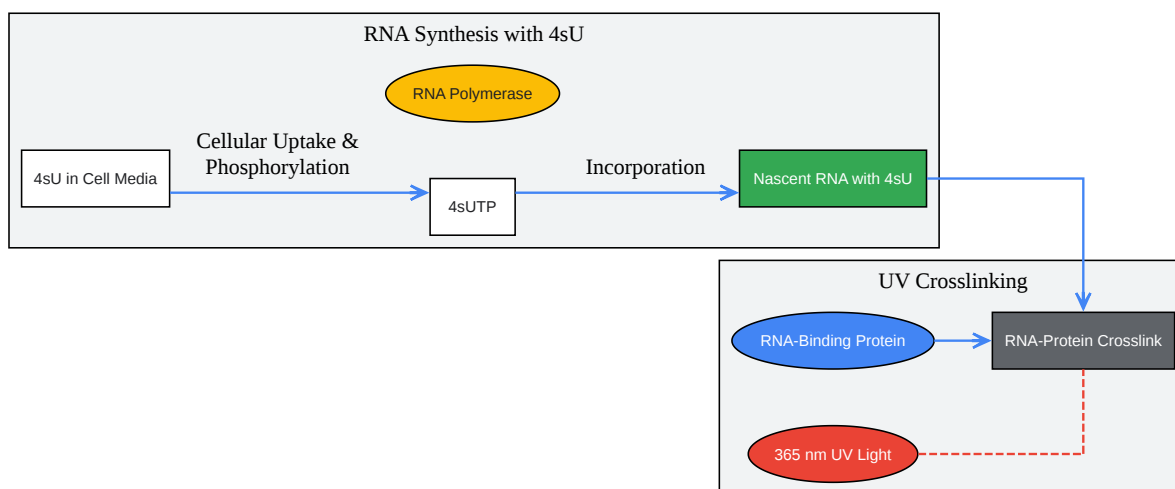 RNA Synthesis with 4sU
RNA Polymerase
Cellular Uptake &
Phosphorylation
Incorporation
4sU in Cell Media
4sUTP
Nascent RNA with 4sU
UV Crosslinking
RNA-Binding Protein
RNA-Protein Crosslink
365 nm UV Light